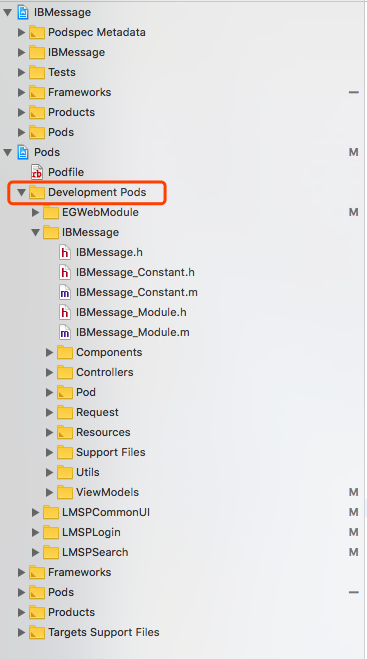 IBMessage
Podspec Metadata
IBMessage
Tests
Frameworks
Products
Pods
Pods M
rb Podfile
Development Pods
EGWebModule M
IBMessage
h IBMessage.h
h IBMessage_Constant.h
m IBMessage_Constant.m
h IBMessage_Module.h
m IBMessage_Module.m
Components
Controllers
Pod
Request
Resources
Support Files
Utils
ViewModels M
LMSPCommonUI M
LMSPLogin M
LMSPSearch M
Frameworks
Pods
Products
Targets Support Files